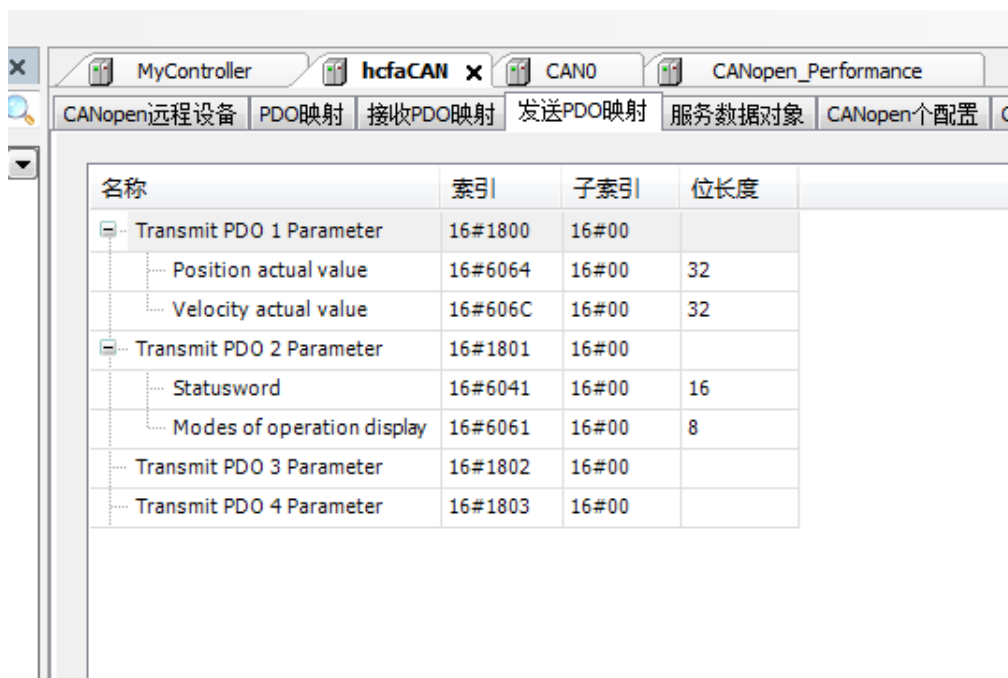 MyController hcfaCAN CAN0 CANopen_Performance
CANopen远程设备 PDO映射 接收PDO映射 发送PDO映射 服务数据对象 CANopen个配置
名称 索引 子索引 位长度
Transmit PDO 1 Parameter 16#1800 16#00
Position actual value 16#6064 16#00 32
Velocity actual value 16#606C 16#00 32
Transmit PDO 2 Parameter 16#1801 16#00
Statusword 16#6041 16#00 16
Modes of operation display 16#6061 16#00 8
Transmit PDO 3 Parameter 16#1802 16#00
Transmit PDO 4 Parameter 16#1803 16#00